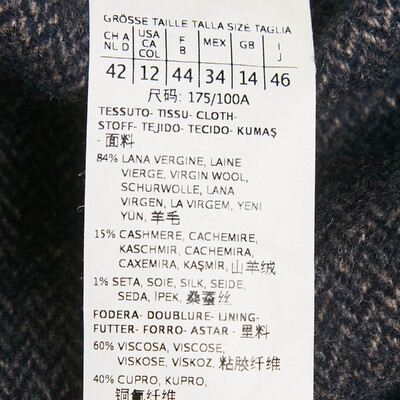 GRÖSSE TAILLE TALLA SIZE TAGLIA
CH A NL D USA CA COL F B MEX GB I J
42 12 44 34 14 46
尺码: 175/100A
TESSUTO- TISSU- CLOTH-
STOFF- TEJIDO- TECIDO- KUMAŞ
- 面料
84% LANA VERGINE, LAINE
VIERGE, VIRGIN WOOL,
SCHURWOLLE, LANA
VIRGEN, LA VIRGEM, YENI
YÜN, 羊毛
15% CASHMERE, CACHEMIRE,
KASCHMIR, CACHEMIRA,
CAXEMIRA, KAŞMİR, 山羊绒
1% SETA, SOIE, SILK, SEIDE,
SEDA, İPEK, 桑蚕丝
FODERA- DOUBLURE- LINING-
FUTTER- FORRO- ASTAR - 里料
60% VISCOSA, VISCOSE,
VISKOSE, VİSKOZ, 粘胶纤维
40% CUPRO, KUPRO,
铜氨纤维